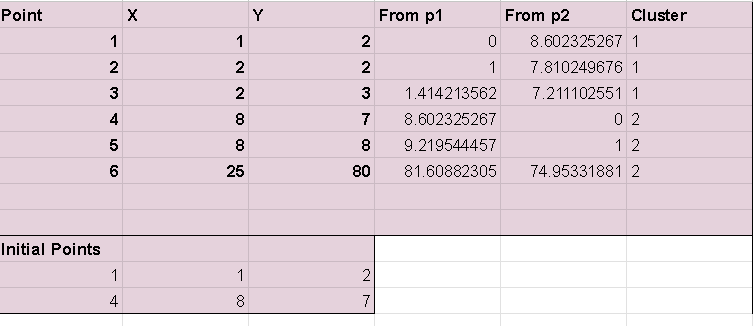 Point X Y From p1 From p2 Cluster
1 1 2 0 8.602325267 1
2 2 2 1 7.810249676 1
3 2 3 1.414213562 7.211102551 1
4 8 7 8.602325267 0 2
5 8 8 9.219544457 1 2
6 25 80 81.60882305 74.95331881 2
Initial Points
1 1 2
4 8 7